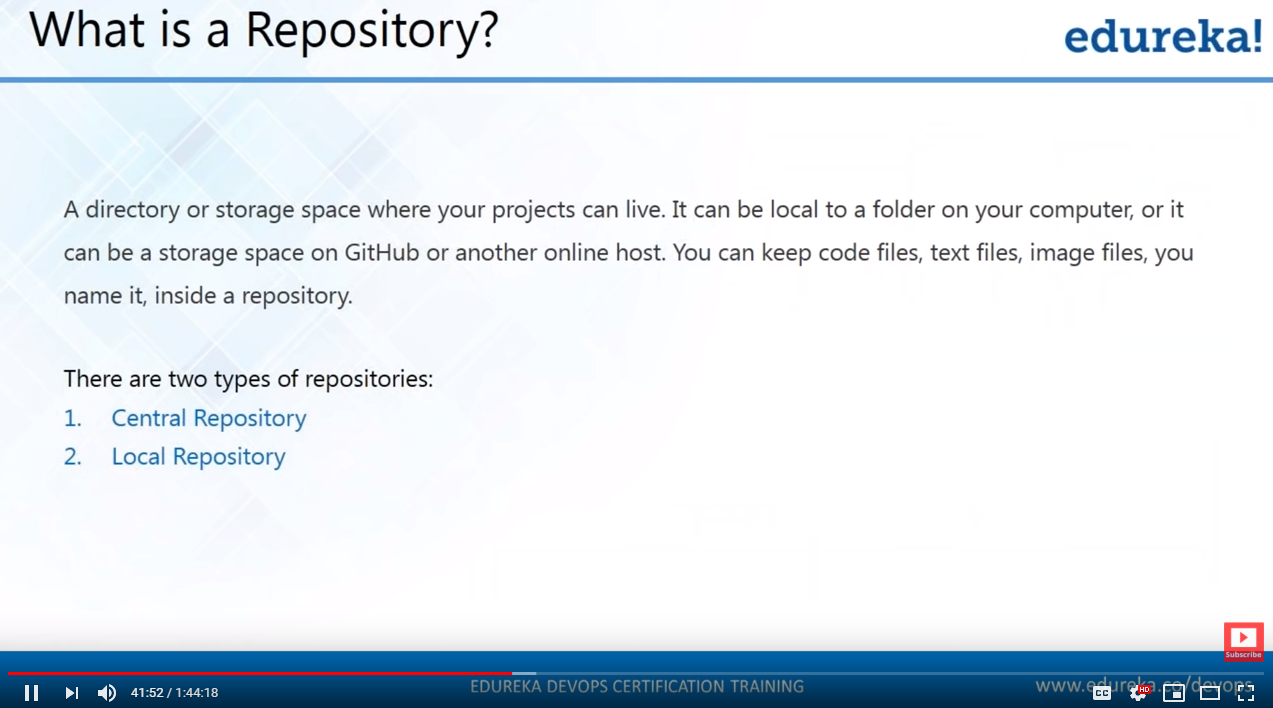 What is a Repository?
edureka!
A directory or storage space where your projects can live. It can be local to a folder on your computer, or it
can be a storage space on GitHub or another online host. You can keep code files, text files, image files, you
name it, inside a repository.
There are two types of repositories:
1. Central Repository
2. Local Repository
Subscribe
41:52 / 1:44:18
EDUREKA DEVOPS CERTIFICATION TRAINING
www.edureka.co/devops
CC
HD